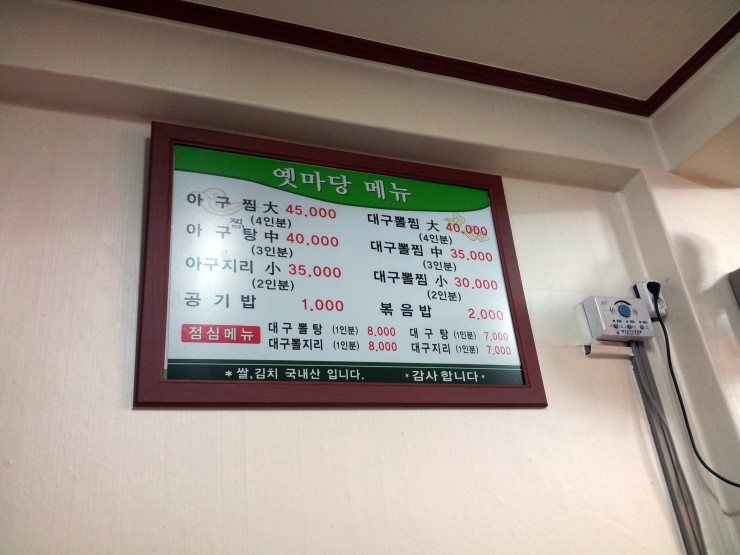 옛마당 메뉴
아구찜 大 45,000
(4인분)
찜
아구탕 中 40,000
(3인분)
아구지리 小 35,000
(2인분)
공기밥 1,000
대구뽈찜 大 40,000
(4인분)
대구뽈찜 中 35,000
(3인분)
대구뽈찜 小 30,000
(2인분)
볶음밥 2,000
점심메뉴
대구뽈탕 (1인분) 8,000 대구탕 (1인분) 7,000
대구뽈지리 (1인분) 8,000 대구지리 (1인분) 7,000
*쌀,김치 국내산 입니다. *감사합니다*